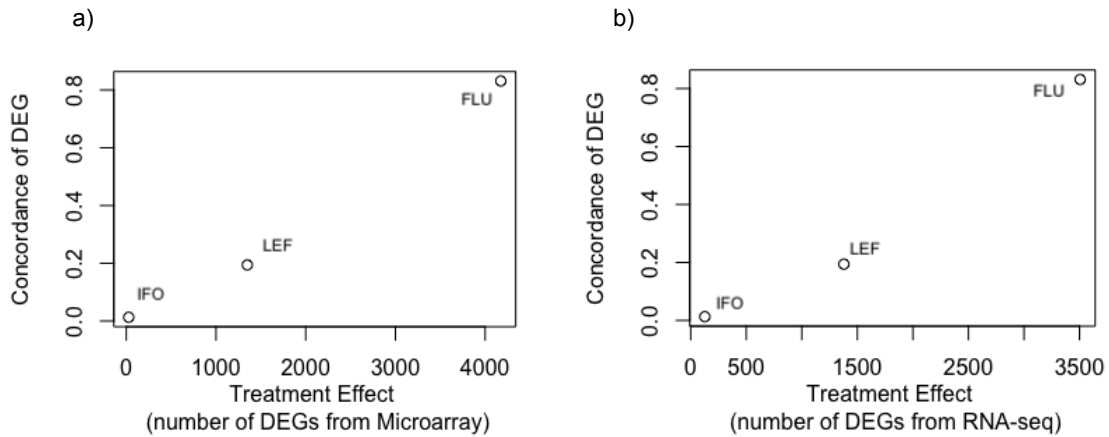 a)
b)
Concordance of DEG
0.0 0.2 0.4 0.6 0.8
FLU
LEF
IFO
0 1000 2000 3000 4000
Treatment Effect
(number of DEGs from Microarray)
Concordance of DEG
0.0 0.2 0.4 0.6 0.8
FLU
LEF
IFO
0 500 1500 2500 3500
Treatment Effect
(number of DEGs from RNA-seq)